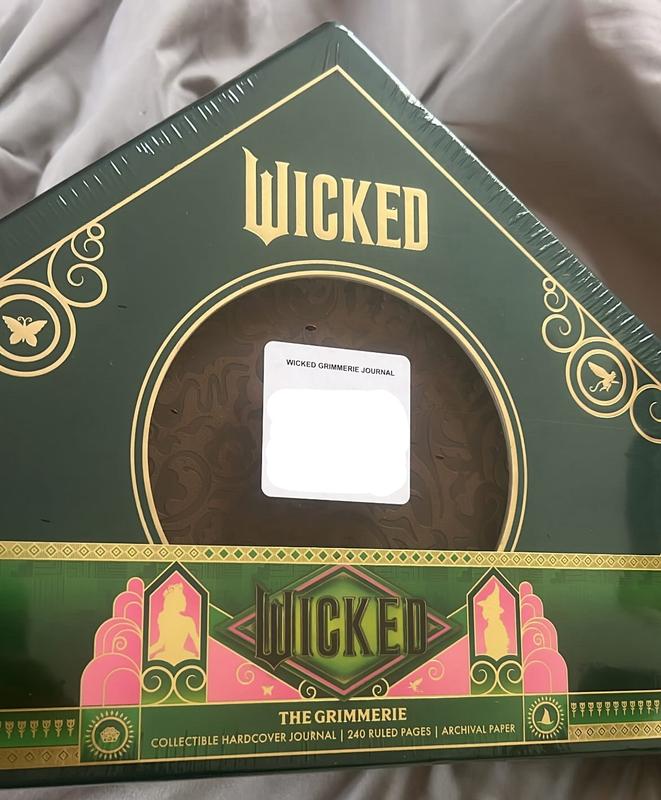 WICKED
WICKED GRIMMERIE JOURNAL
WICKED
THE GRIMMERIE
COLLECTIBLE HARDCOVER JOURNAL | 240 RULED PAGES | ARCHIVAL PAPER